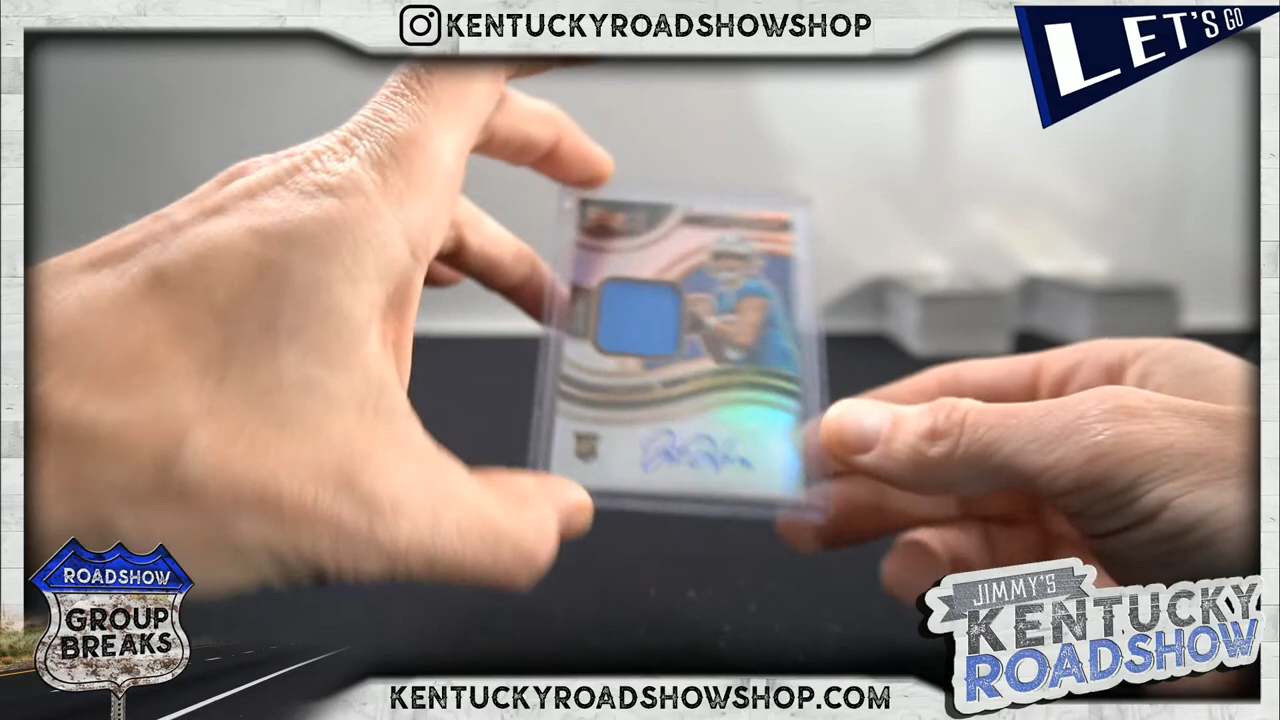 KENTUCKYROADSHOWSHOP
LET'S GO
ROADSHOW
GROUP
BREAKS
JIMMY'S
KENTUCKY
ROADSHOW
KENTUCKYROADSHOWSHOP.COM